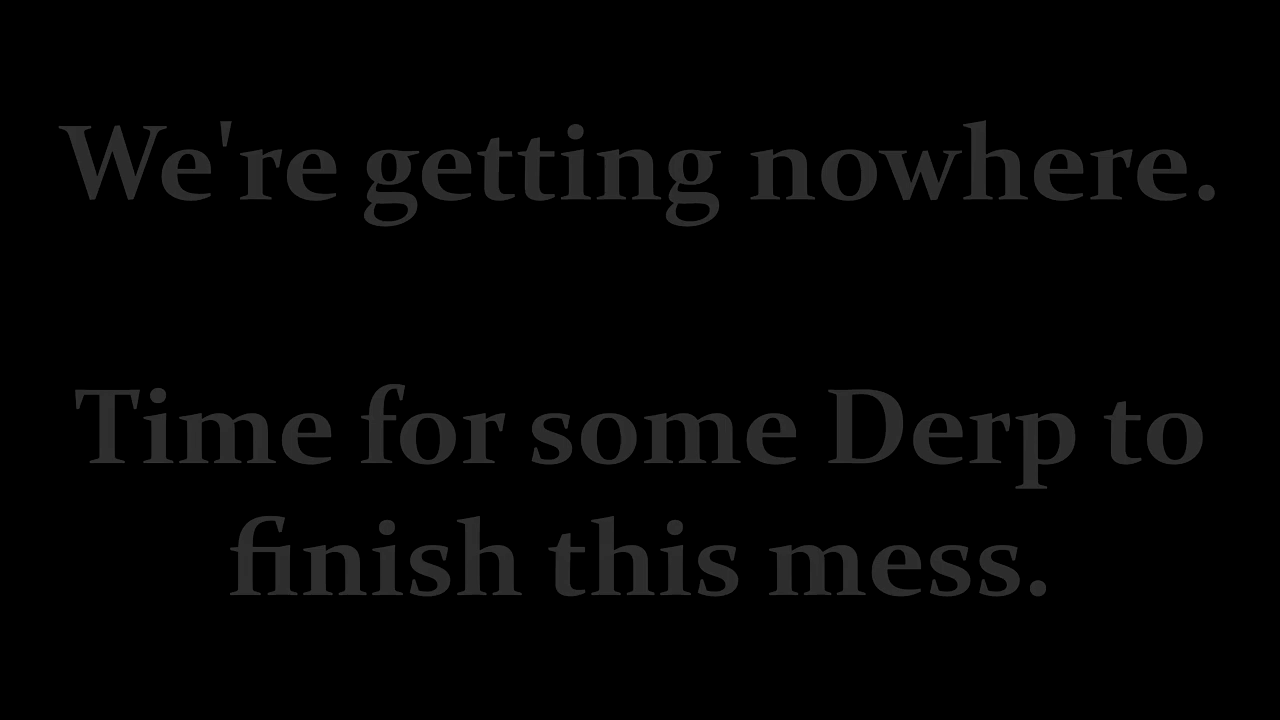 We're getting nowhere.
Time for some Derp to
finish this mess.